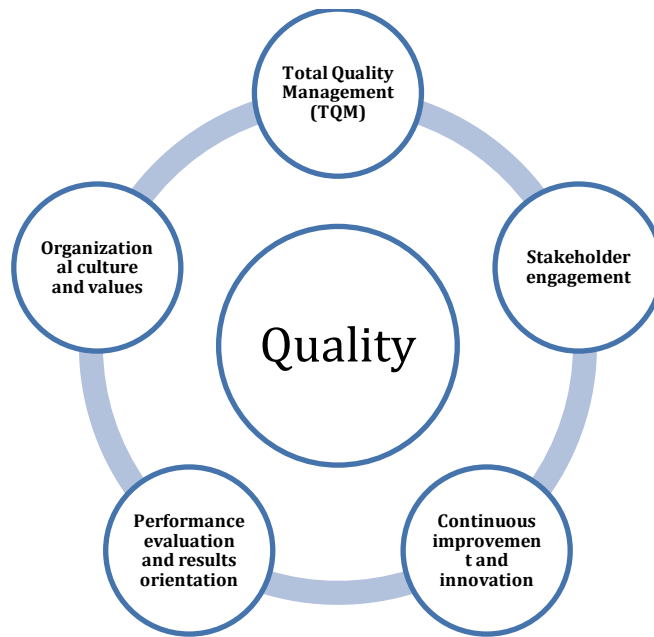 Total Quality
Management
(TQM)
Organization
al culture
and values
Stakeholder
engagement
Quality
Performance
evaluation
and results
orientation
Continuous
improvemen
t and
innovation